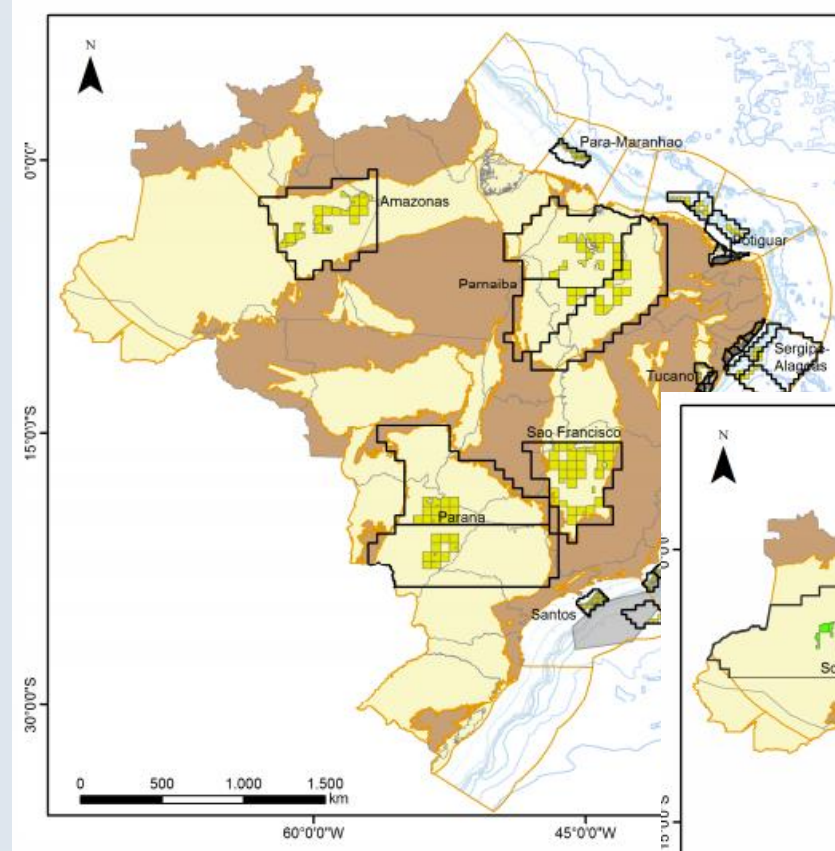 N
Para-Maranhao
0°0'0"
Amazonas
Parnaiba
Sergipe-
Alagoas
Tucano
15°0'0"S
Sao-Francisco
N
Parana
Santos
30°0'0"S
0 500 1.000 1.500
km
60°0'0"W 45°0'0"W